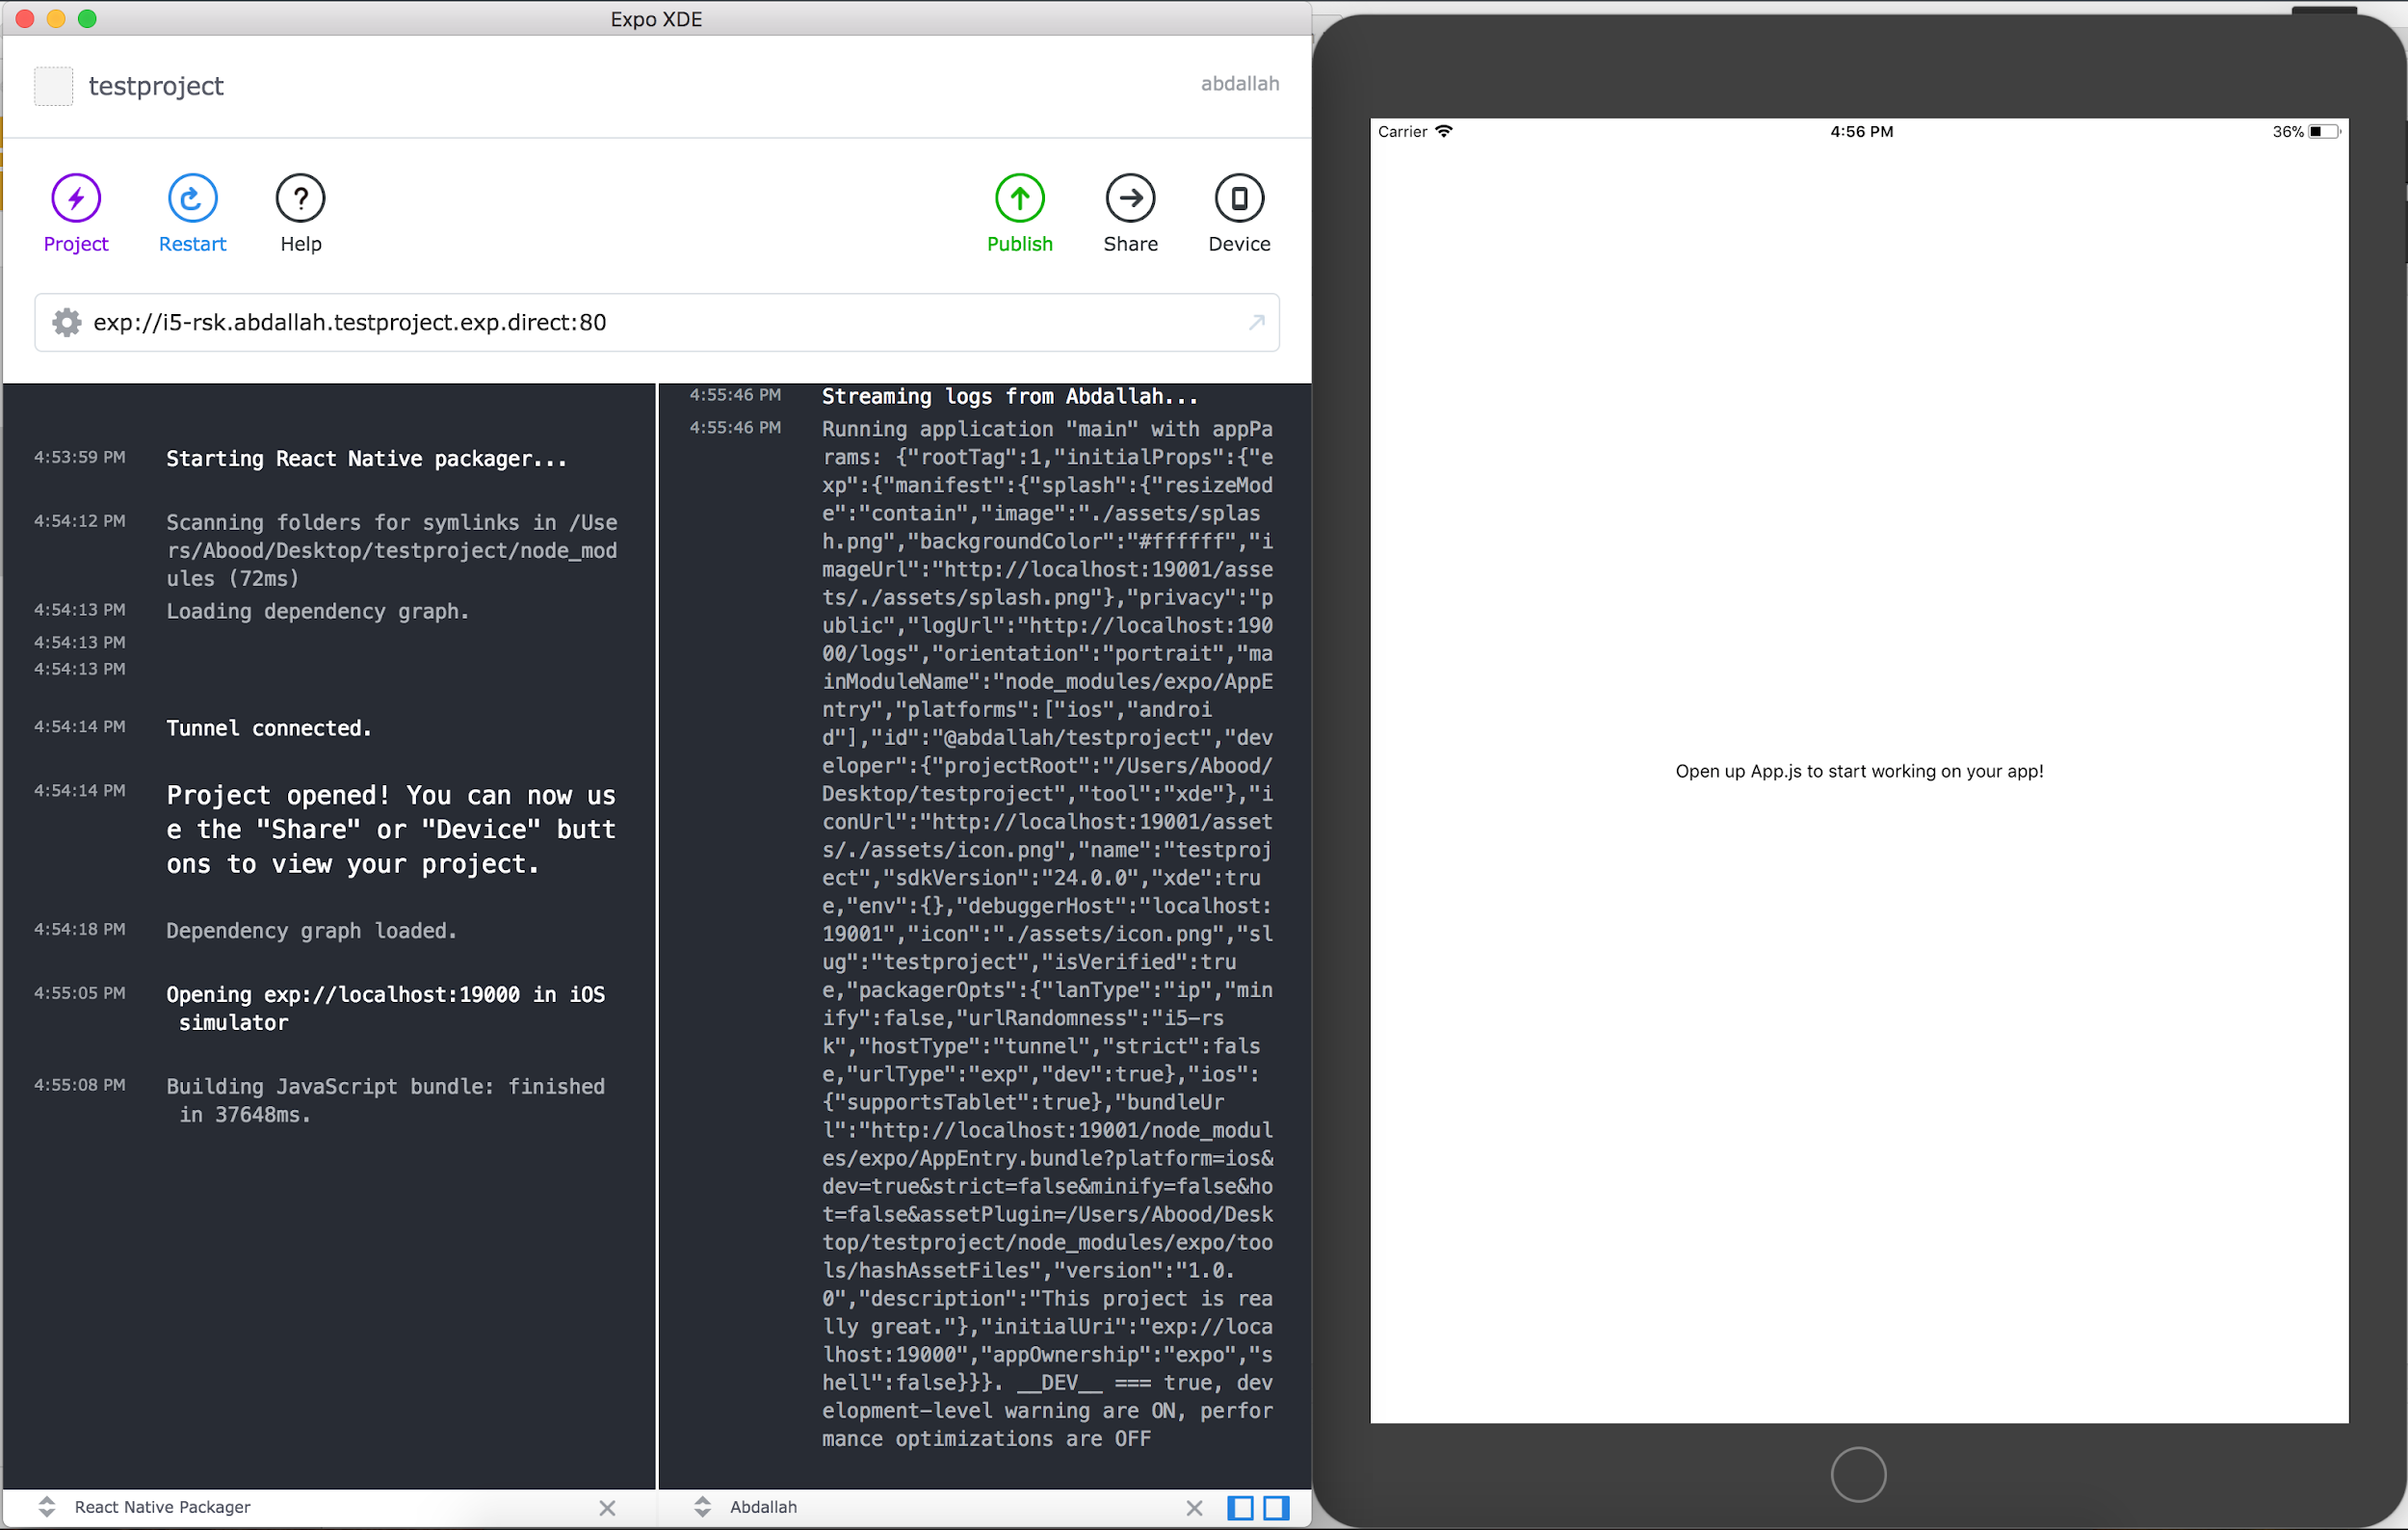 Expo XDE
testproject
abdallah
Project
Restart
Help
Publish
Share
Device
exp://i5-rsk.abdallah.testproject.exp.direct:80
4:53:59 PM Starting React Native packager...
4:54:12 PM Scanning folders for symlinks in /Use
rs/Abood/Desktop/testproject/node_mod
ules (72ms)
4:54:13 PM Loading dependency graph.
4:54:13 PM
4:54:13 PM
4:54:14 PM Tunnel connected.
4:54:14 PM Project opened! You can now us
e the "Share" or "Device" butt
ons to view your project.
4:54:18 PM Dependency graph loaded.
4:55:05 PM Opening exp://localhost:19000 in iOS
simulator
4:55:08 PM Building JavaScript bundle: finished
in 37648ms.
4:55:46 PM Streaming logs from Abdallah...
4:55:46 PM Running application "main" with appPa
rams: {"rootTag":1,"initialProps":{"e
xp":{"manifest":{"splash":{"resizeMod
e":"contain","image":"./assets/splas
h.png","backgroundColor":"#ffffff","i
mageUrl":"http://localhost:19001/asse
ts/./assets/splash.png"},"privacy":"p
ublic","logUrl":"http://localhost:190
00/logs","orientation":"portrait","ma
inModuleName":"node_modules/expo/AppE
ntry","platforms":["ios","androi
d"],"id":"@abdallah/testproject","dev
eloper":{"projectRoot":"/Users/Abood/
Desktop/testproject","tool":"xde"},"i
conUrl":"http://localhost:19001/asset
s/./assets/icon.png","name":"testproj
ect","sdkVersion":"24.0.0","xde":tru
e,"env":{},"debuggerHost":"localhost:
19001","icon":"./assets/icon.png","sl
ug":"testproject","isVerified":tru
e,"packagerOpts":{"lanType":"ip","min
ify":false,"urlRandomness":"i5-rs
k","hostType":"tunnel","strict":fals
e,"urlType":"exp","dev":true},"ios":
{"supportsTablet":true},"bundleUr
l":"http://localhost:19001/node_modul
es/expo/AppEntry.bundle?platform=ios&
dev=true&strict=false&minify=false&ho
t=false&assetPlugin=/Users/Abood/Desk
top/testproject/node_modules/expo/too
ls/hashAssetFiles","version":"1.0.
0","description":"This project is rea
lly great."},"initialUri":"exp://loca
lhost:19000","appOwnership":"expo","s
hell":false}}}. __DEV__ === true, dev
elopment-level warning are ON, perfor
mance optimizations are OFF
React Native Packager
Abdallah
Carrier
4:56 PM
36%
Open up App.js to start working on your app!